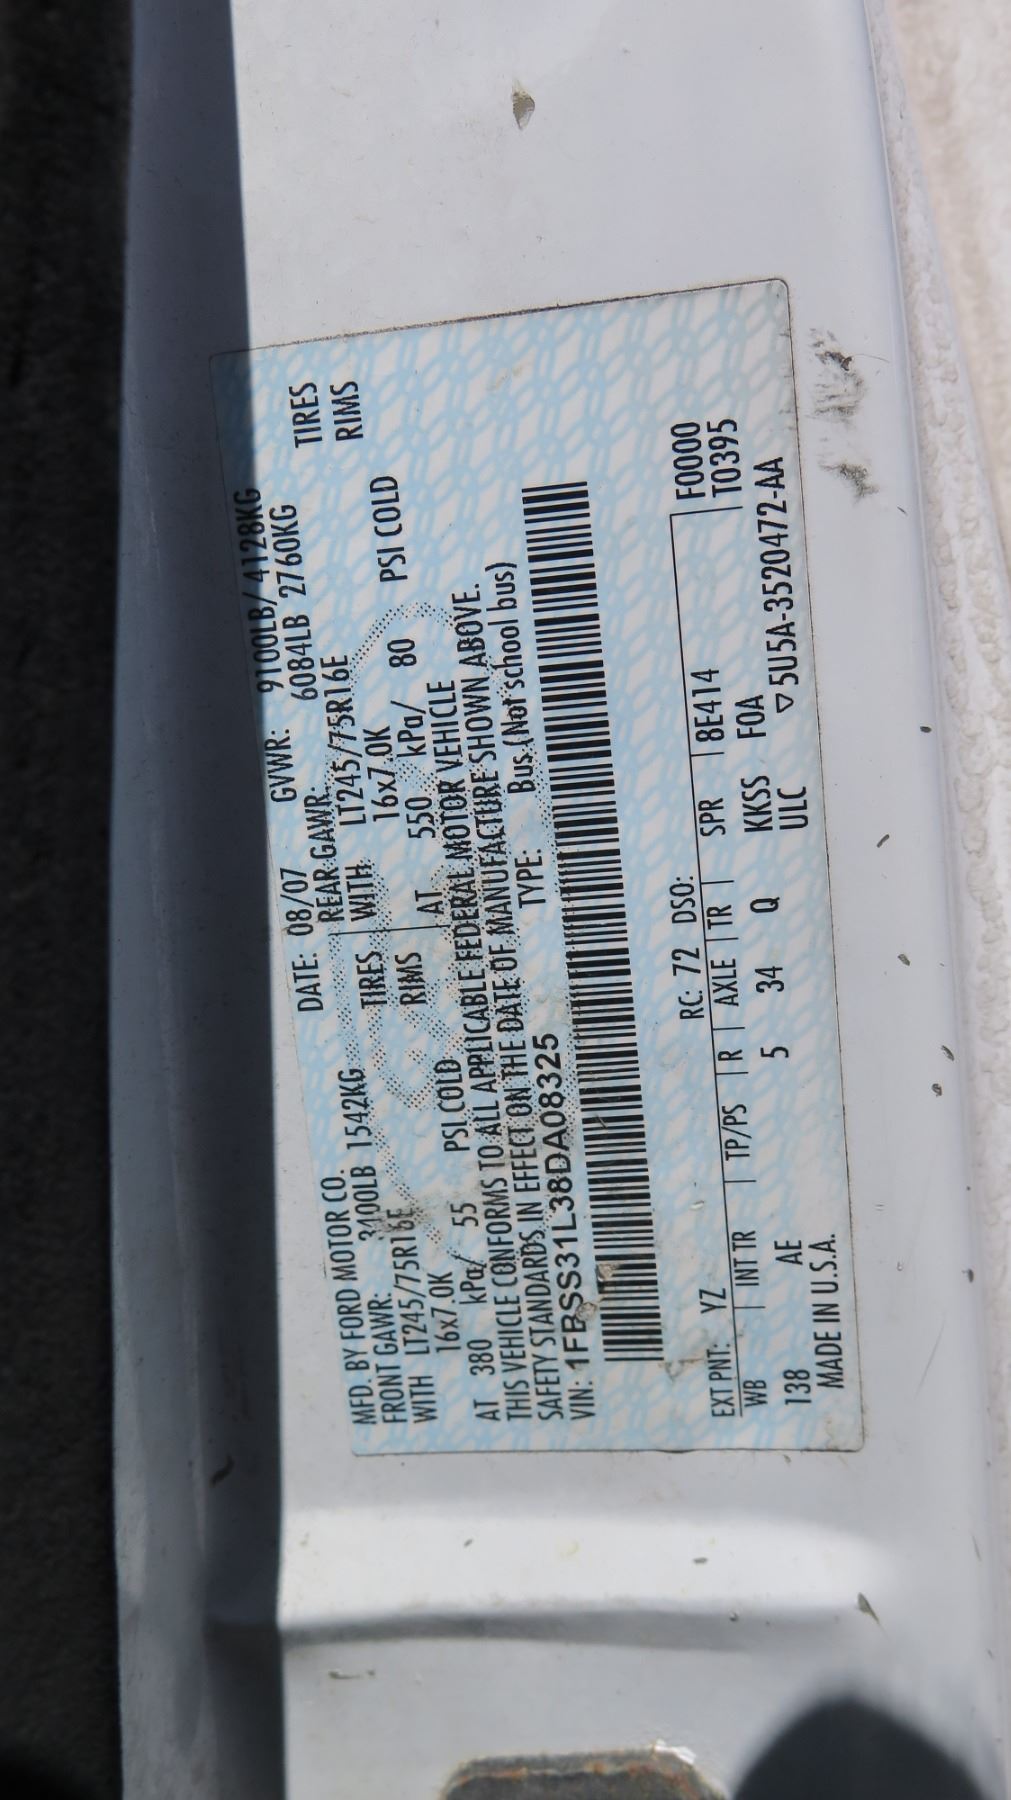 MFD. BY FORD MOTOR CO. DATE: 08/07 GVWR: 9100LB/ 4128KG
FRONT GAWR: 3400LB 1542KG REAR GAWR: 6084LB 2760KG
WITH LT245/75R16E TIRES WITH LT245/75R16E TIRES
16x7.0K RIMS 16x7.0K RIMS
AT 380 kPa/ 55 PSI COLD AT 550 kPa/ 80 PSI COLD
THIS VEHICLE CONFORMS TO ALL APPLICABLE FEDERAL MOTOR VEHICLE
SAFETY STANDARDS IN EFFECT ON THE DATE OF MANUFACTURE SHOWN ABOVE.
VIN: 1FBSS31L38DA08325 TYPE: Bus (Not school bus)
EXT PNT: YZ RC: 72 DSO: F0000
WB INT TR TP/PS R AXLE TR SPR 8E414 T0395
138 AE 5 34 Q KKSS FOA
MADE IN U.S.A. ULC ▽5U5A-3520472-AA